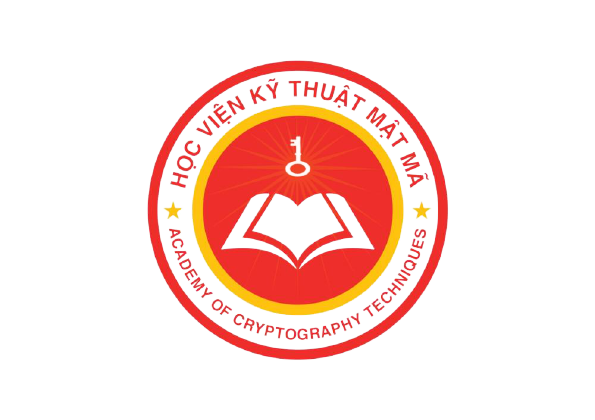 HỌC VIỆN KỸ THUẬT MẬT MÃ
ACADEMY OF CRYPTOGRAPHY TECHNIQUES